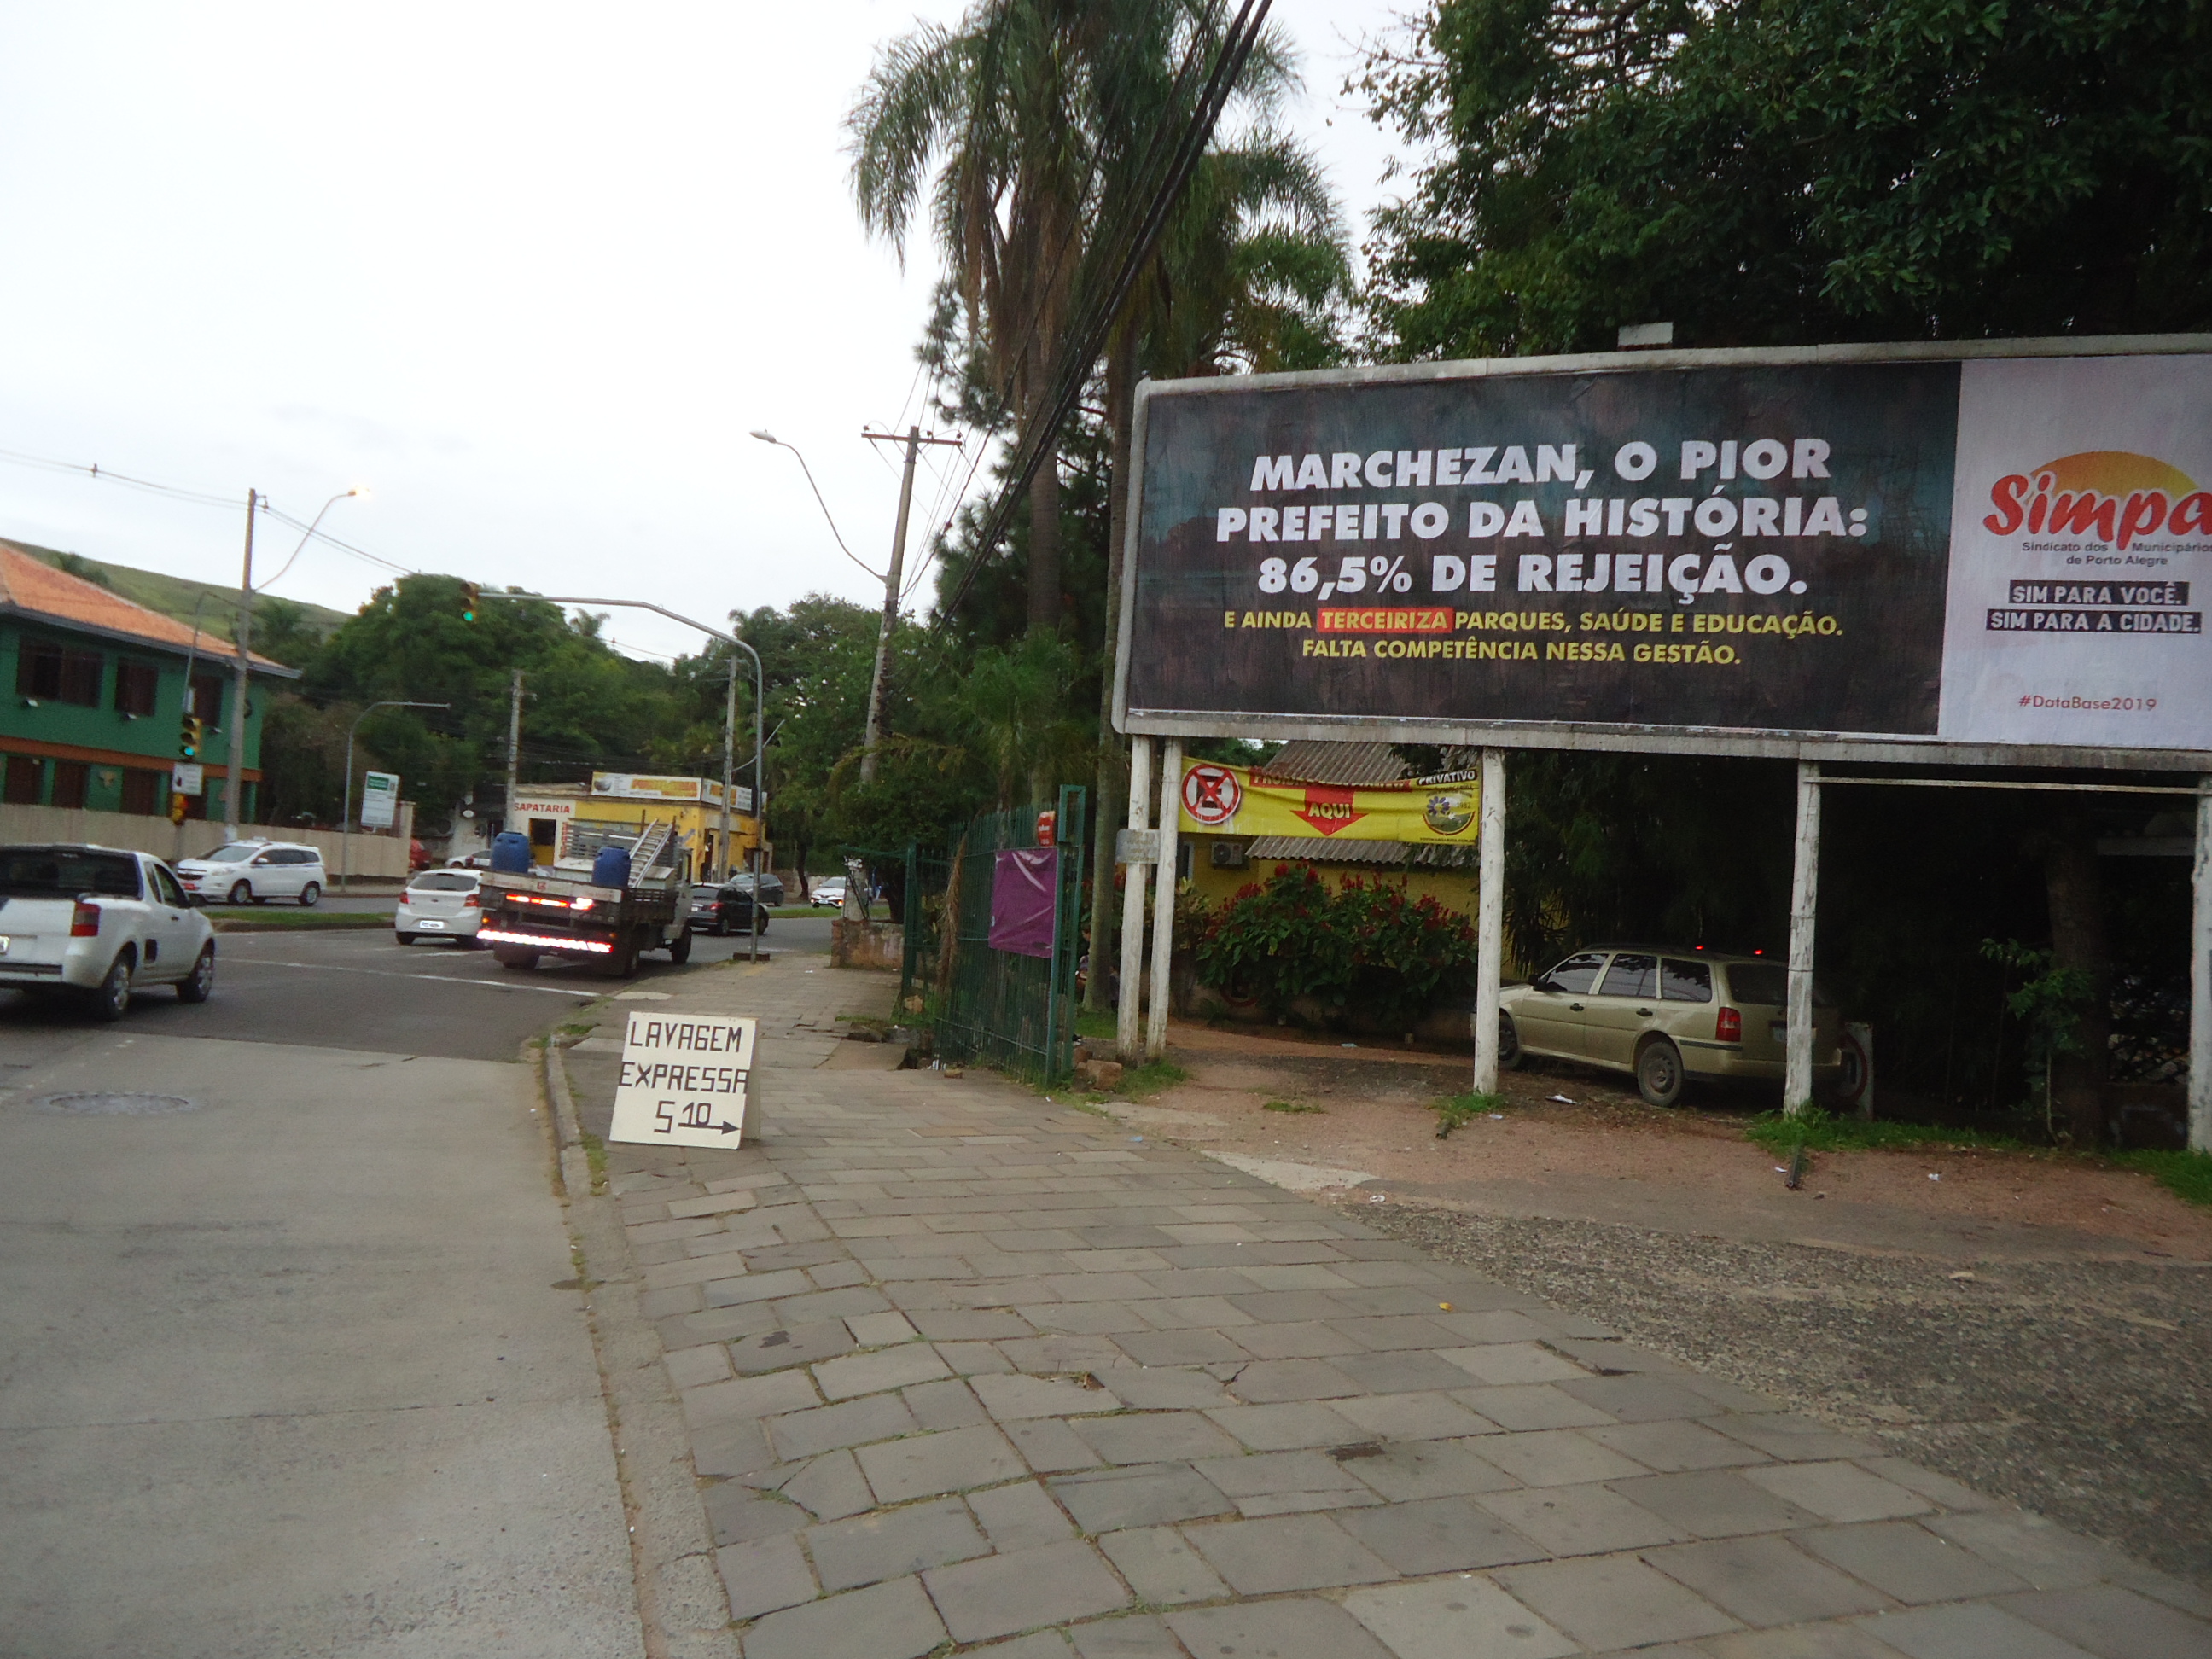 MARCHEZAN, O PIOR
PREFEITO DA HISTÓRIA:
86,5% DE REJEIÇÃO.
E AINDA TERCEIRIZA PARQUES, SAÚDE E EDUCAÇÃO.
FALTA COMPETÊNCIA NESSA GESTÃO.
Simpa
Sindicato dos Municipários
de Porto Alegre
SIM PARA VOCÊ.
SIM PARA A CIDADE.
#DataBase2019
PRIVATIVO
AQUI
SAPATARIA
LAVAGEM
EXPRESSA
$ 10